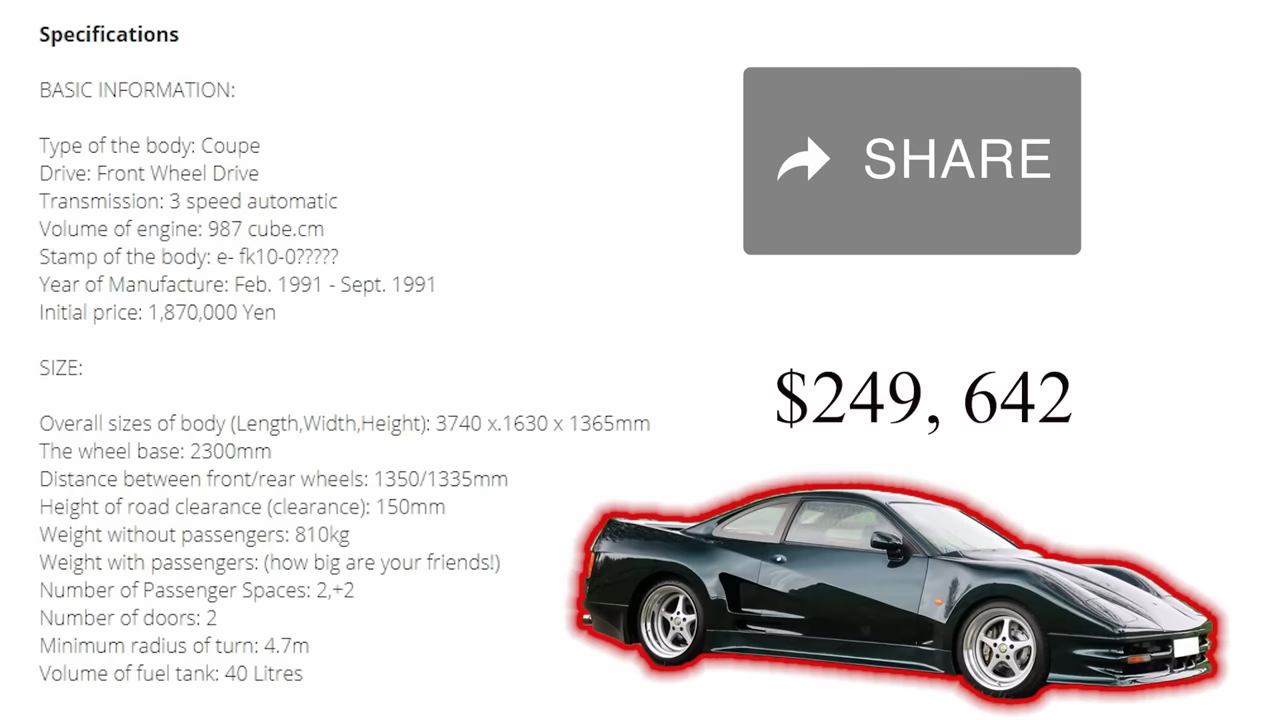 Specifications
BASIC INFORMATION:
Type of the body: Coupe
Drive: Front Wheel Drive
Transmission: 3 speed automatic
Volume of engine: 987 cube.cm
Stamp of the body: e- fk10-0?????
Year of Manufacture: Feb. 1991 - Sept. 1991
Initial price: 1,870,000 Yen
SIZE:
Overall sizes of body (Length,Width,Height): 3740 x.1630 x 1365mm
The wheel base: 2300mm
Distance between front/rear wheels: 1350/1335mm
Height of road clearance (clearance): 150mm
Weight without passengers: 810kg
Weight with passengers: (how big are your friends!)
Number of Passenger Spaces: 2,+2
Number of doors: 2
Minimum radius of turn: 4.7m
Volume of fuel tank: 40 Litres
SHARE
$249, 642